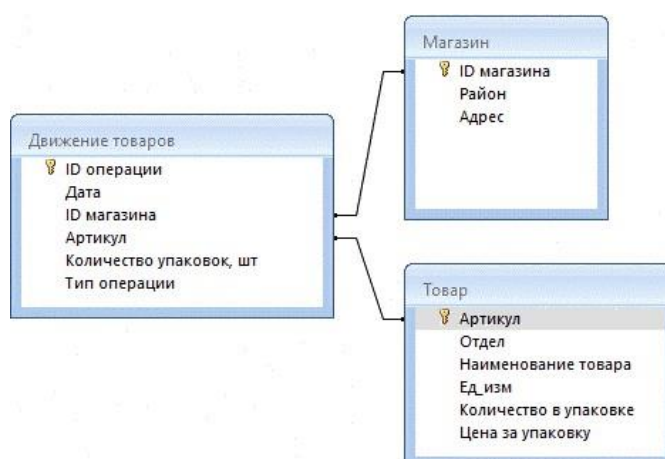 Магазин
ID магазина
Район
Адрес
Движение товаров
ID операции
Дата
ID магазина
Артикул
Количество упаковок, шт
Тип операции
Товар
Артикул
Отдел
Наименование товара
Ед_изм
Количество в упаковке
Цена за упаковку